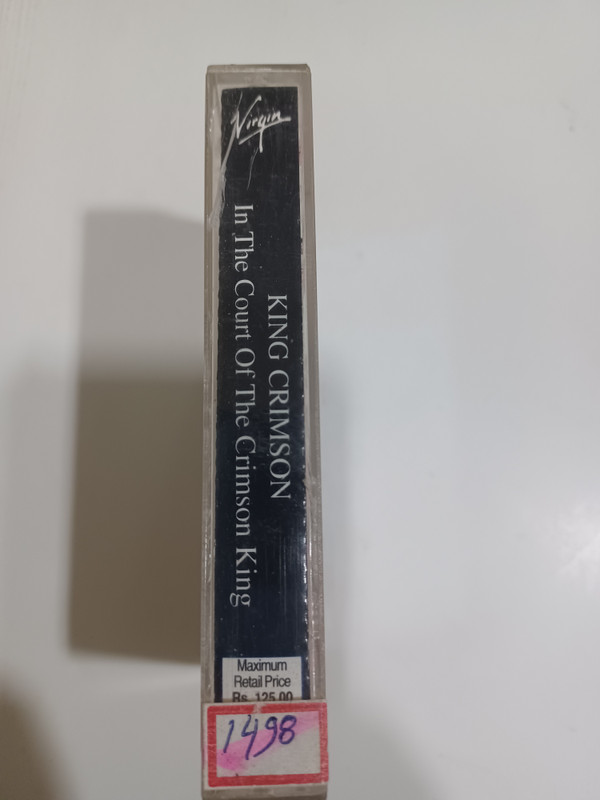 Virgin
KING CRIMSON
In The Court Of The Crimson King
Maximum
Retail Price
Rs. 125.00
1498